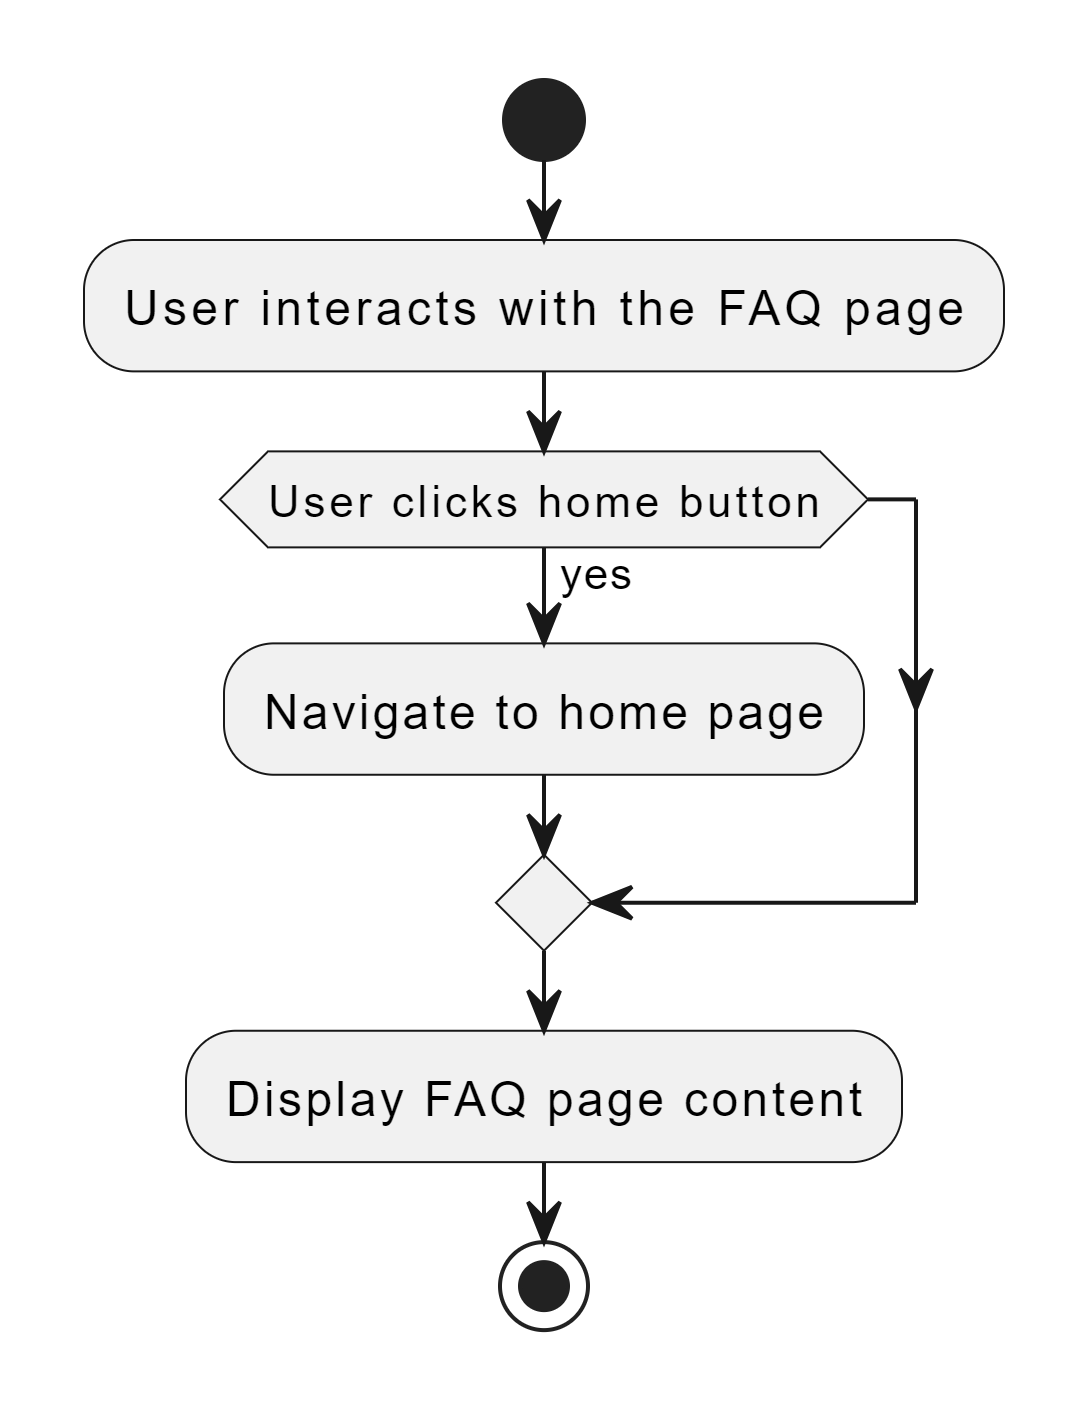 User interacts with the FAQ page
User clicks home button
yes
Navigate to home page
Display FAQ page content